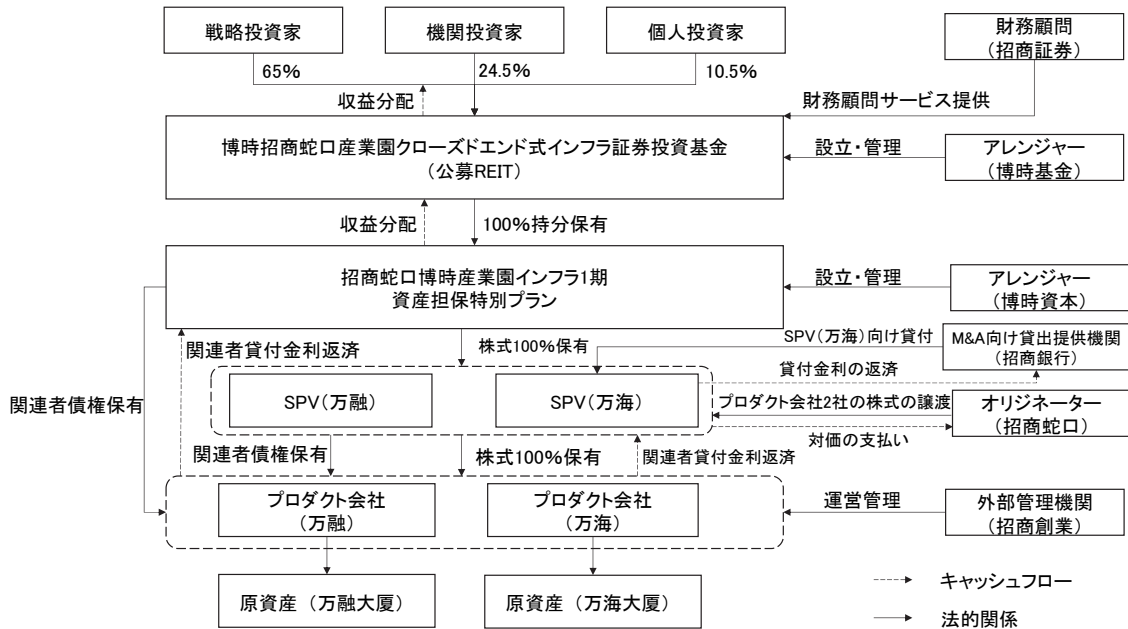 戦略投資家
機関投資家
個人投資家
財務顧問
(招商証券)
65%
24.5%
10.5%
収益分配
財務顧問サービス提供
博時招商蛇口産業園クローズドエンド式インフラ証券投資基金
(公募REIT)
設立・管理
アレンジャー
(博時基金)
収益分配
100%持分保有
招商蛇口博時産業園インフラ1期
資産担保特別プラン
設立・管理
アレンジャー
(博時資本)
関連者貸付金利返済
株式100%保有
SPV(万海)向け貸付
M&A向け貸出提供機関
(招商銀行)
貸付金利の返済
関連者債権保有
SPV(万融)
SPV(万海)
プロダクト会社2社の株式の譲渡
オリジネーター
(招商蛇口)
対価の支払い
関連者債権保有
株式100%保有
関連者貸付金利返済
プロダクト会社
(万融)
プロダクト会社
(万海)
運営管理
外部管理機関
(招商創業)
原資産(万融大厦)
原資産(万海大厦)
キャッシュフロー
法的関係